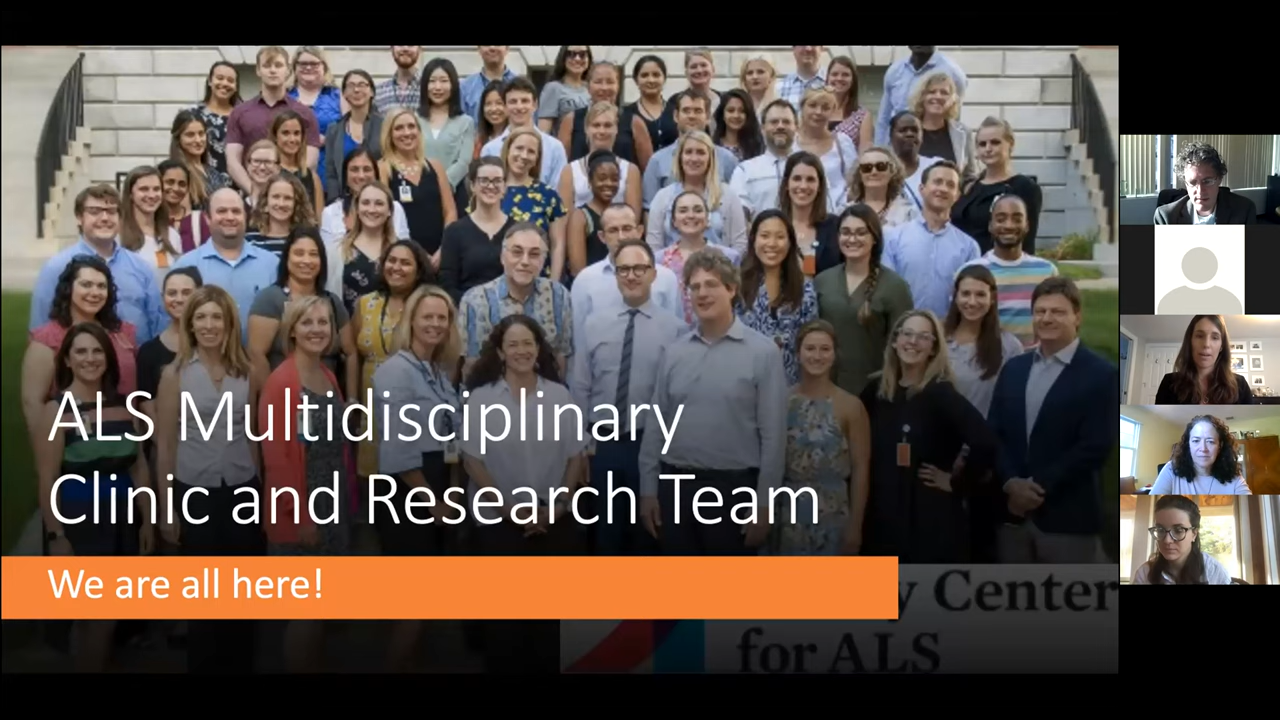 ALS Multidisciplinary
Clinic and Research Team
We are all here!
Center
for ALS